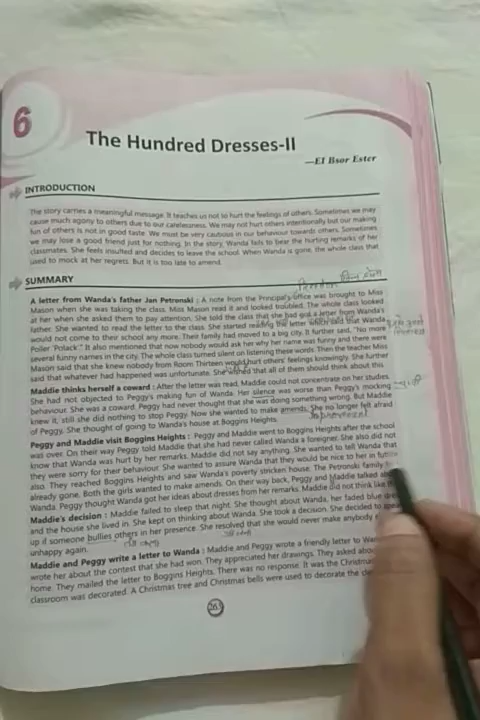 6
The Hundred Dresses-II
—El Bsor Ester
INTRODUCTION
The story carries a meaningful message. It teaches us not to hurt the feelings of others. Sometimes we may
cause much agony to others due to our carelessness. We may not hurt others intentionally but our making
fun of others is not in good taste. We must be very cautious in our behaviour towards others. Sometimes
we may lose a good friend just for nothing. In the story, Wanda fails to bear the hurting remarks of her
classmates. She feels insulted and decides to leave the school. When Wanda is gone, the whole class that
used to mock at her regrets. But it is too late to amend.
SUMMARY
A letter from Wanda's father Jan Petronski : A note from the Principal's office was brought to Miss
Mason when she was taking the class. Miss Mason read it and looked troubled. The whole class looked
at her when she asked them to pay attention. She told the class that she had got a letter from Wanda's
father. She wanted to read the letter to the class. She started reading the letter which said that Wanda
would not come to their school any more. Their family had moved to a big city. It further said, "No more
Poller 'Polack'." It also mentioned that now nobody would ask her why her name was funny and there were
several funny names in the city. The whole class turned silent on listening these words. Then the teacher Miss
Mason said that she knew nobody from Room Thirteen would hurt others' feelings knowingly. She further
said that whatever had happened was unfortunate. She wished that all of them should think about this
Maddie thinks herself a coward : After the letter was read, Maddie could not concentrate on her studies
She had not objected to Peggy's making fun of Wanda. Her silence was worse than Peggy's mocking
behaviour. She was a coward. Peggy had never thought that she was doing something wrong. But Maddie
knew it, still she did nothing to stop Peggy. Now she wanted to make amends. She no longer felt afraid
of Peggy. She thought of going to Wanda's house at Boggins Heights.
Peggy and Maddie visit Boggins Heights : Peggy and Maddie went to Boggins Heights after the school
was over. On their way Peggy told Maddie that she had never called Wanda a foreigner. She also did not
know that Wanda was hurt by her remarks. Maddie did not say anything. She wanted to tell Wanda that
they were sorry for their behaviour. She wanted to assure Wanda that they would be nice to her in
also. They reached Boggins Heights and saw Wanda's poverty stricken house. The Petronski family
already gone. Both the girls wanted to make amends. On their way back, Peggy and Maddie talked
Wanda. Peggy thought Wanda got her ideas about dresses from her remarks. Maddie did not think
Maddie's decision : Maddie failed to sleep that night. She thought about Wanda, her faded blue
and the house she lived in. She kept on thinking about Wanda. She took a decision. She decided to
up if someone bullies others in her presence. She resolved that she would never make anybody
unhappy again.
Maddie and Peggy write a letter to Wanda : Maddie and Peggy wrote a friendly letter to
wrote her about the contest that she had won. They appreciated her drawings. They asked
home. They mailed the letter to Boggins Heights. There was no response. It was the
classroom was decorated. A Christmas tree and Christmas bells were used to decorate the
263